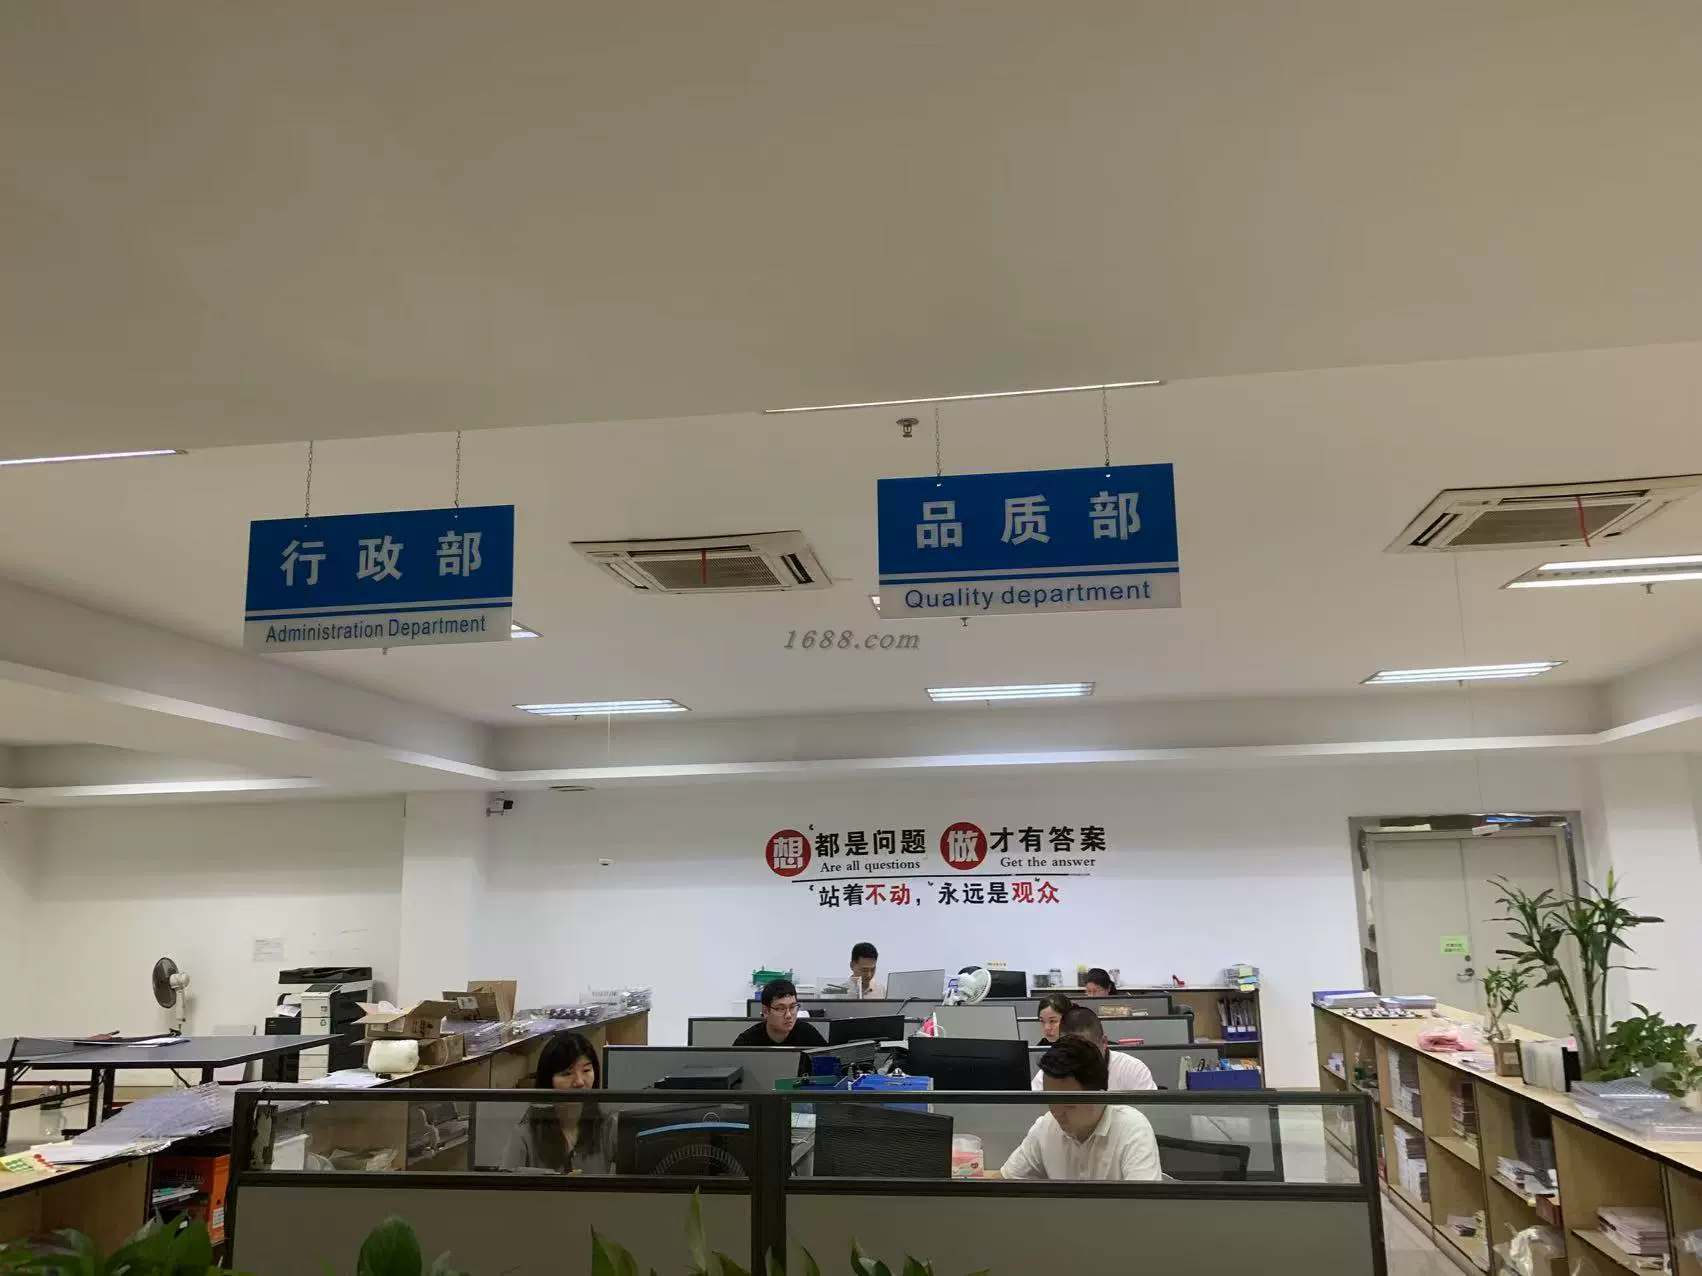 行政部
Administration Department
品质部
Quality department
1688.com
想 都是问题 做 才有答案
Are all questions Get the answer
站着不动，永远是观众